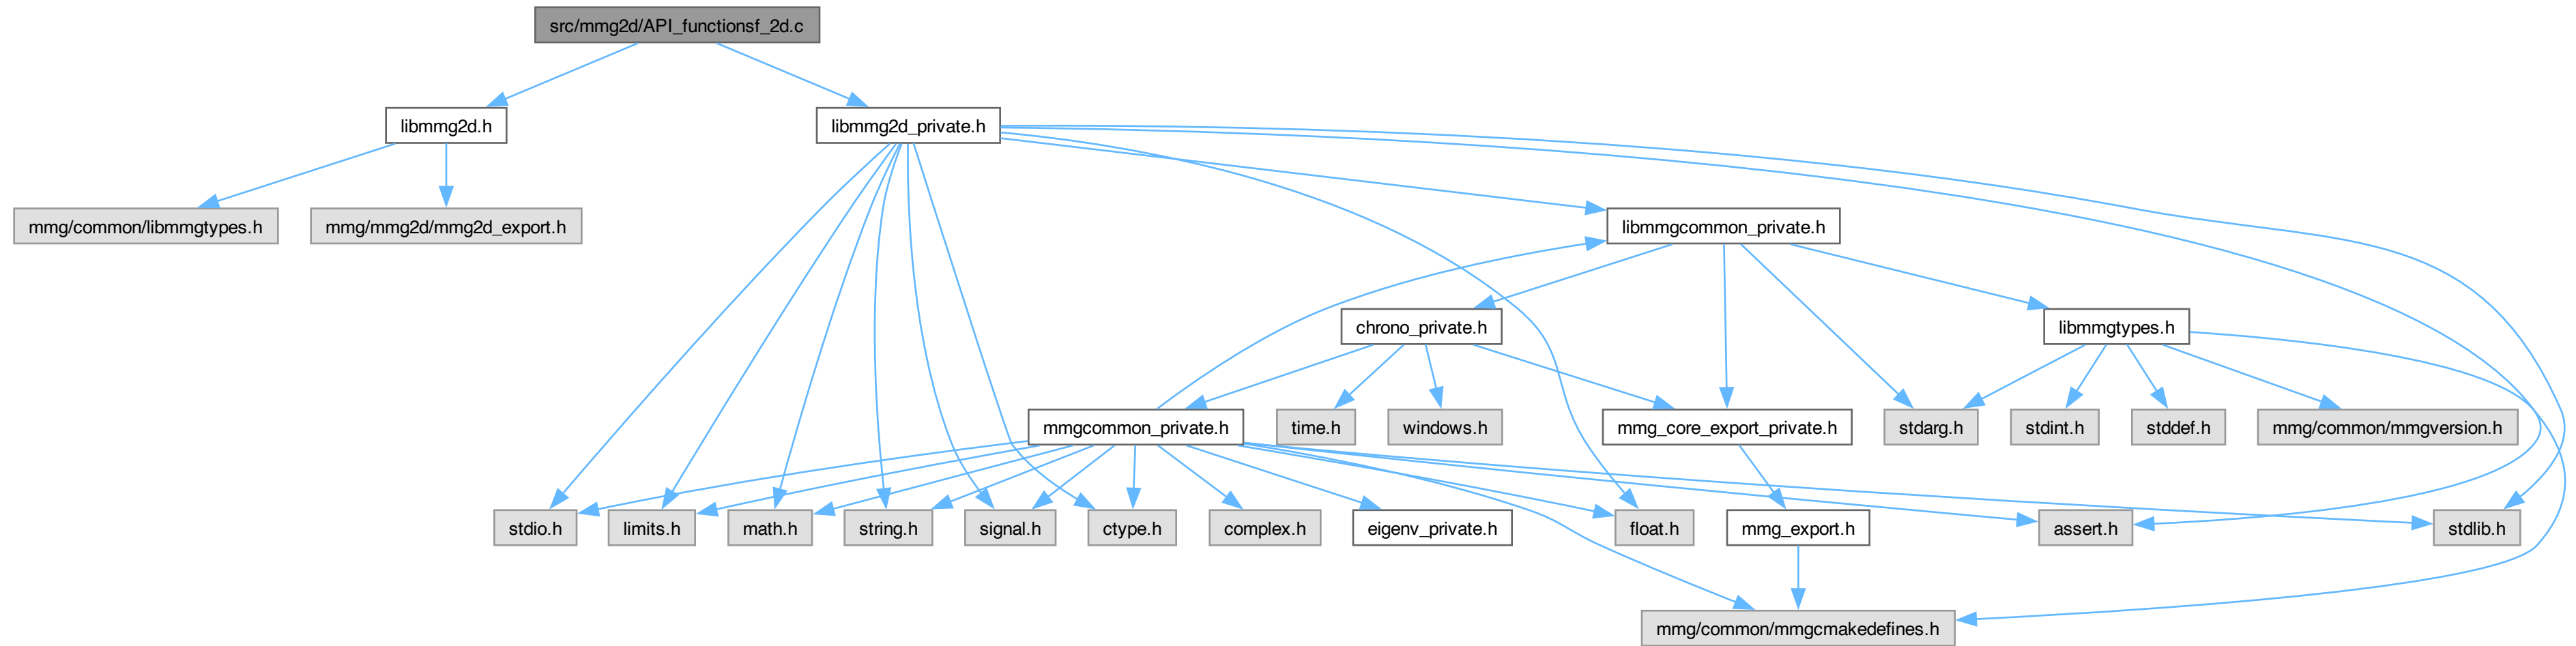 src/mmg2d/API_functionsf_2d.c
libmmg2d.h
libmmg2d_private.h
mmg/common/libmmgtypes.h
mmg/mmg2d/mmg2d_export.h
libmmgcommon_private.h
chrono_private.h
libmmgtypes.h
mmgcommon_private.h
time.h
windows.h
mmg_core_export_private.h
stdarg.h
stdint.h
stddef.h
mmg/common/mmgversion.h
stdio.h
limits.h
math.h
string.h
signal.h
ctype.h
complex.h
eigenv_private.h
float.h
mmg_export.h
assert.h
stdlib.h
mmg/common/mmgcmakedefines.h